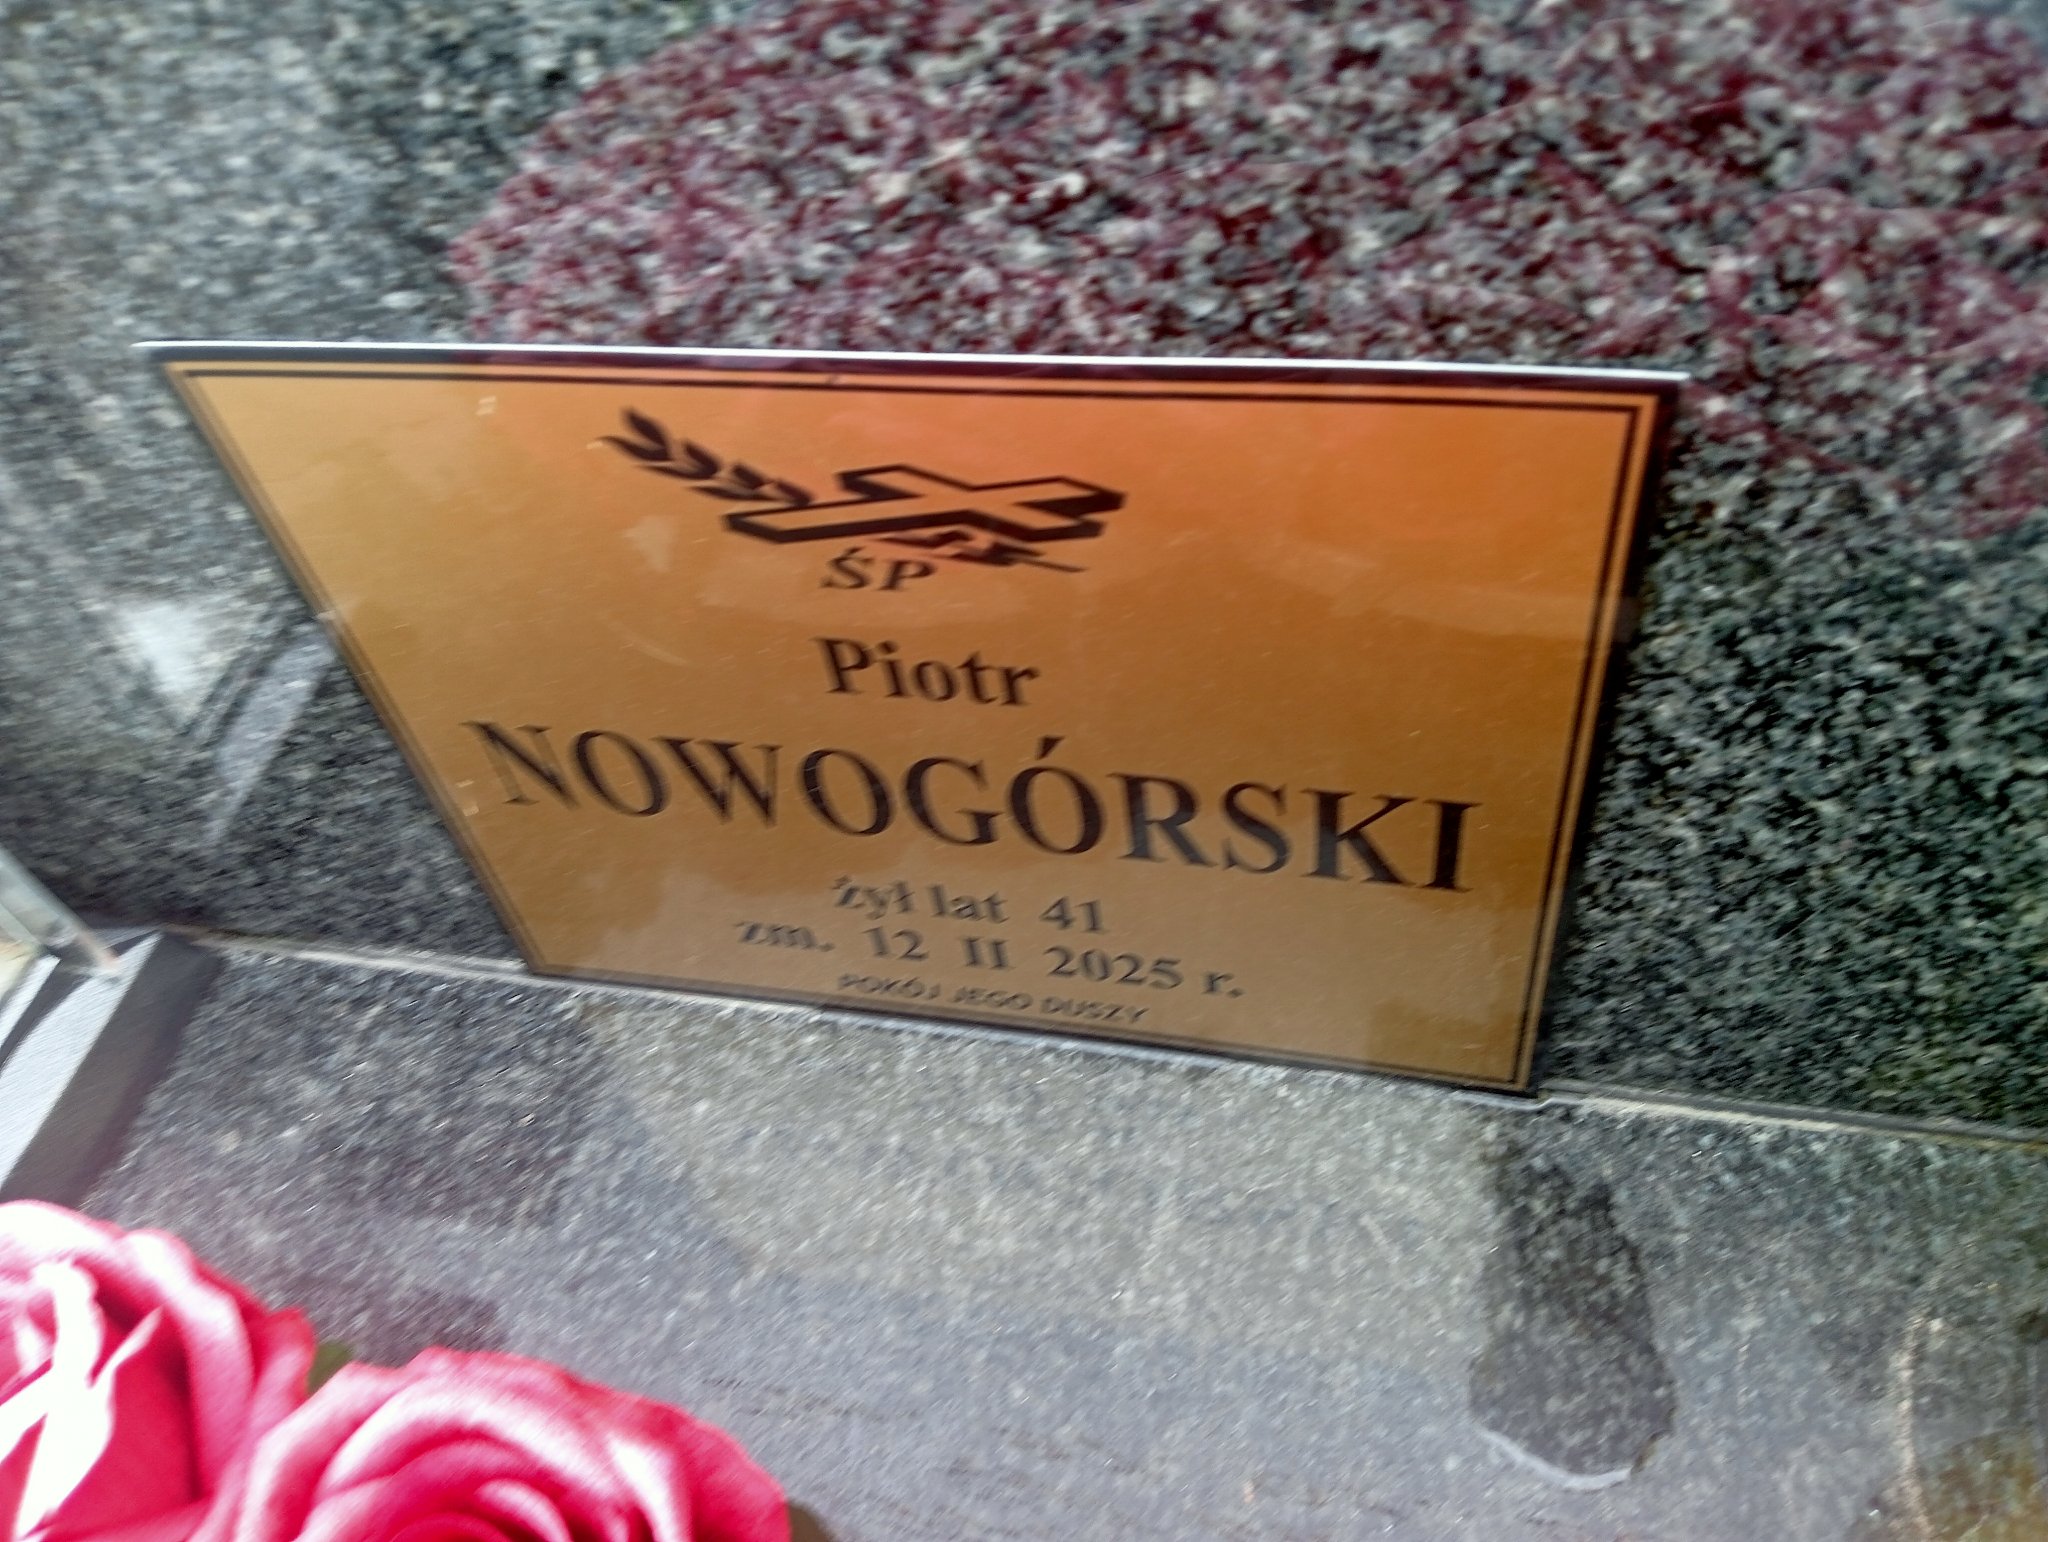 ŚP
Piotr
NOWOGÓRSKI
żył lat 41
zm. 12 II 2025 r.
POKÓJ JEGO DUSZY